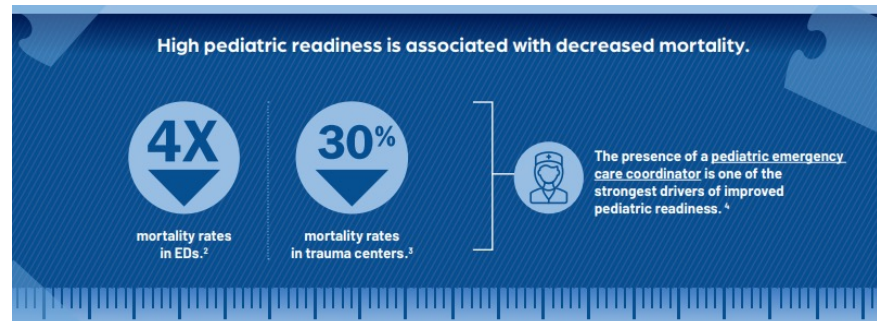 High pediatric readiness is associated with decreased mortality.
4X
mortality rates
in EDs.²
30%
mortality rates
in trauma centers.³
The presence of a pediatric emergency
care coordinator is one of the
strongest drivers of improved
pediatric readiness. ⁴